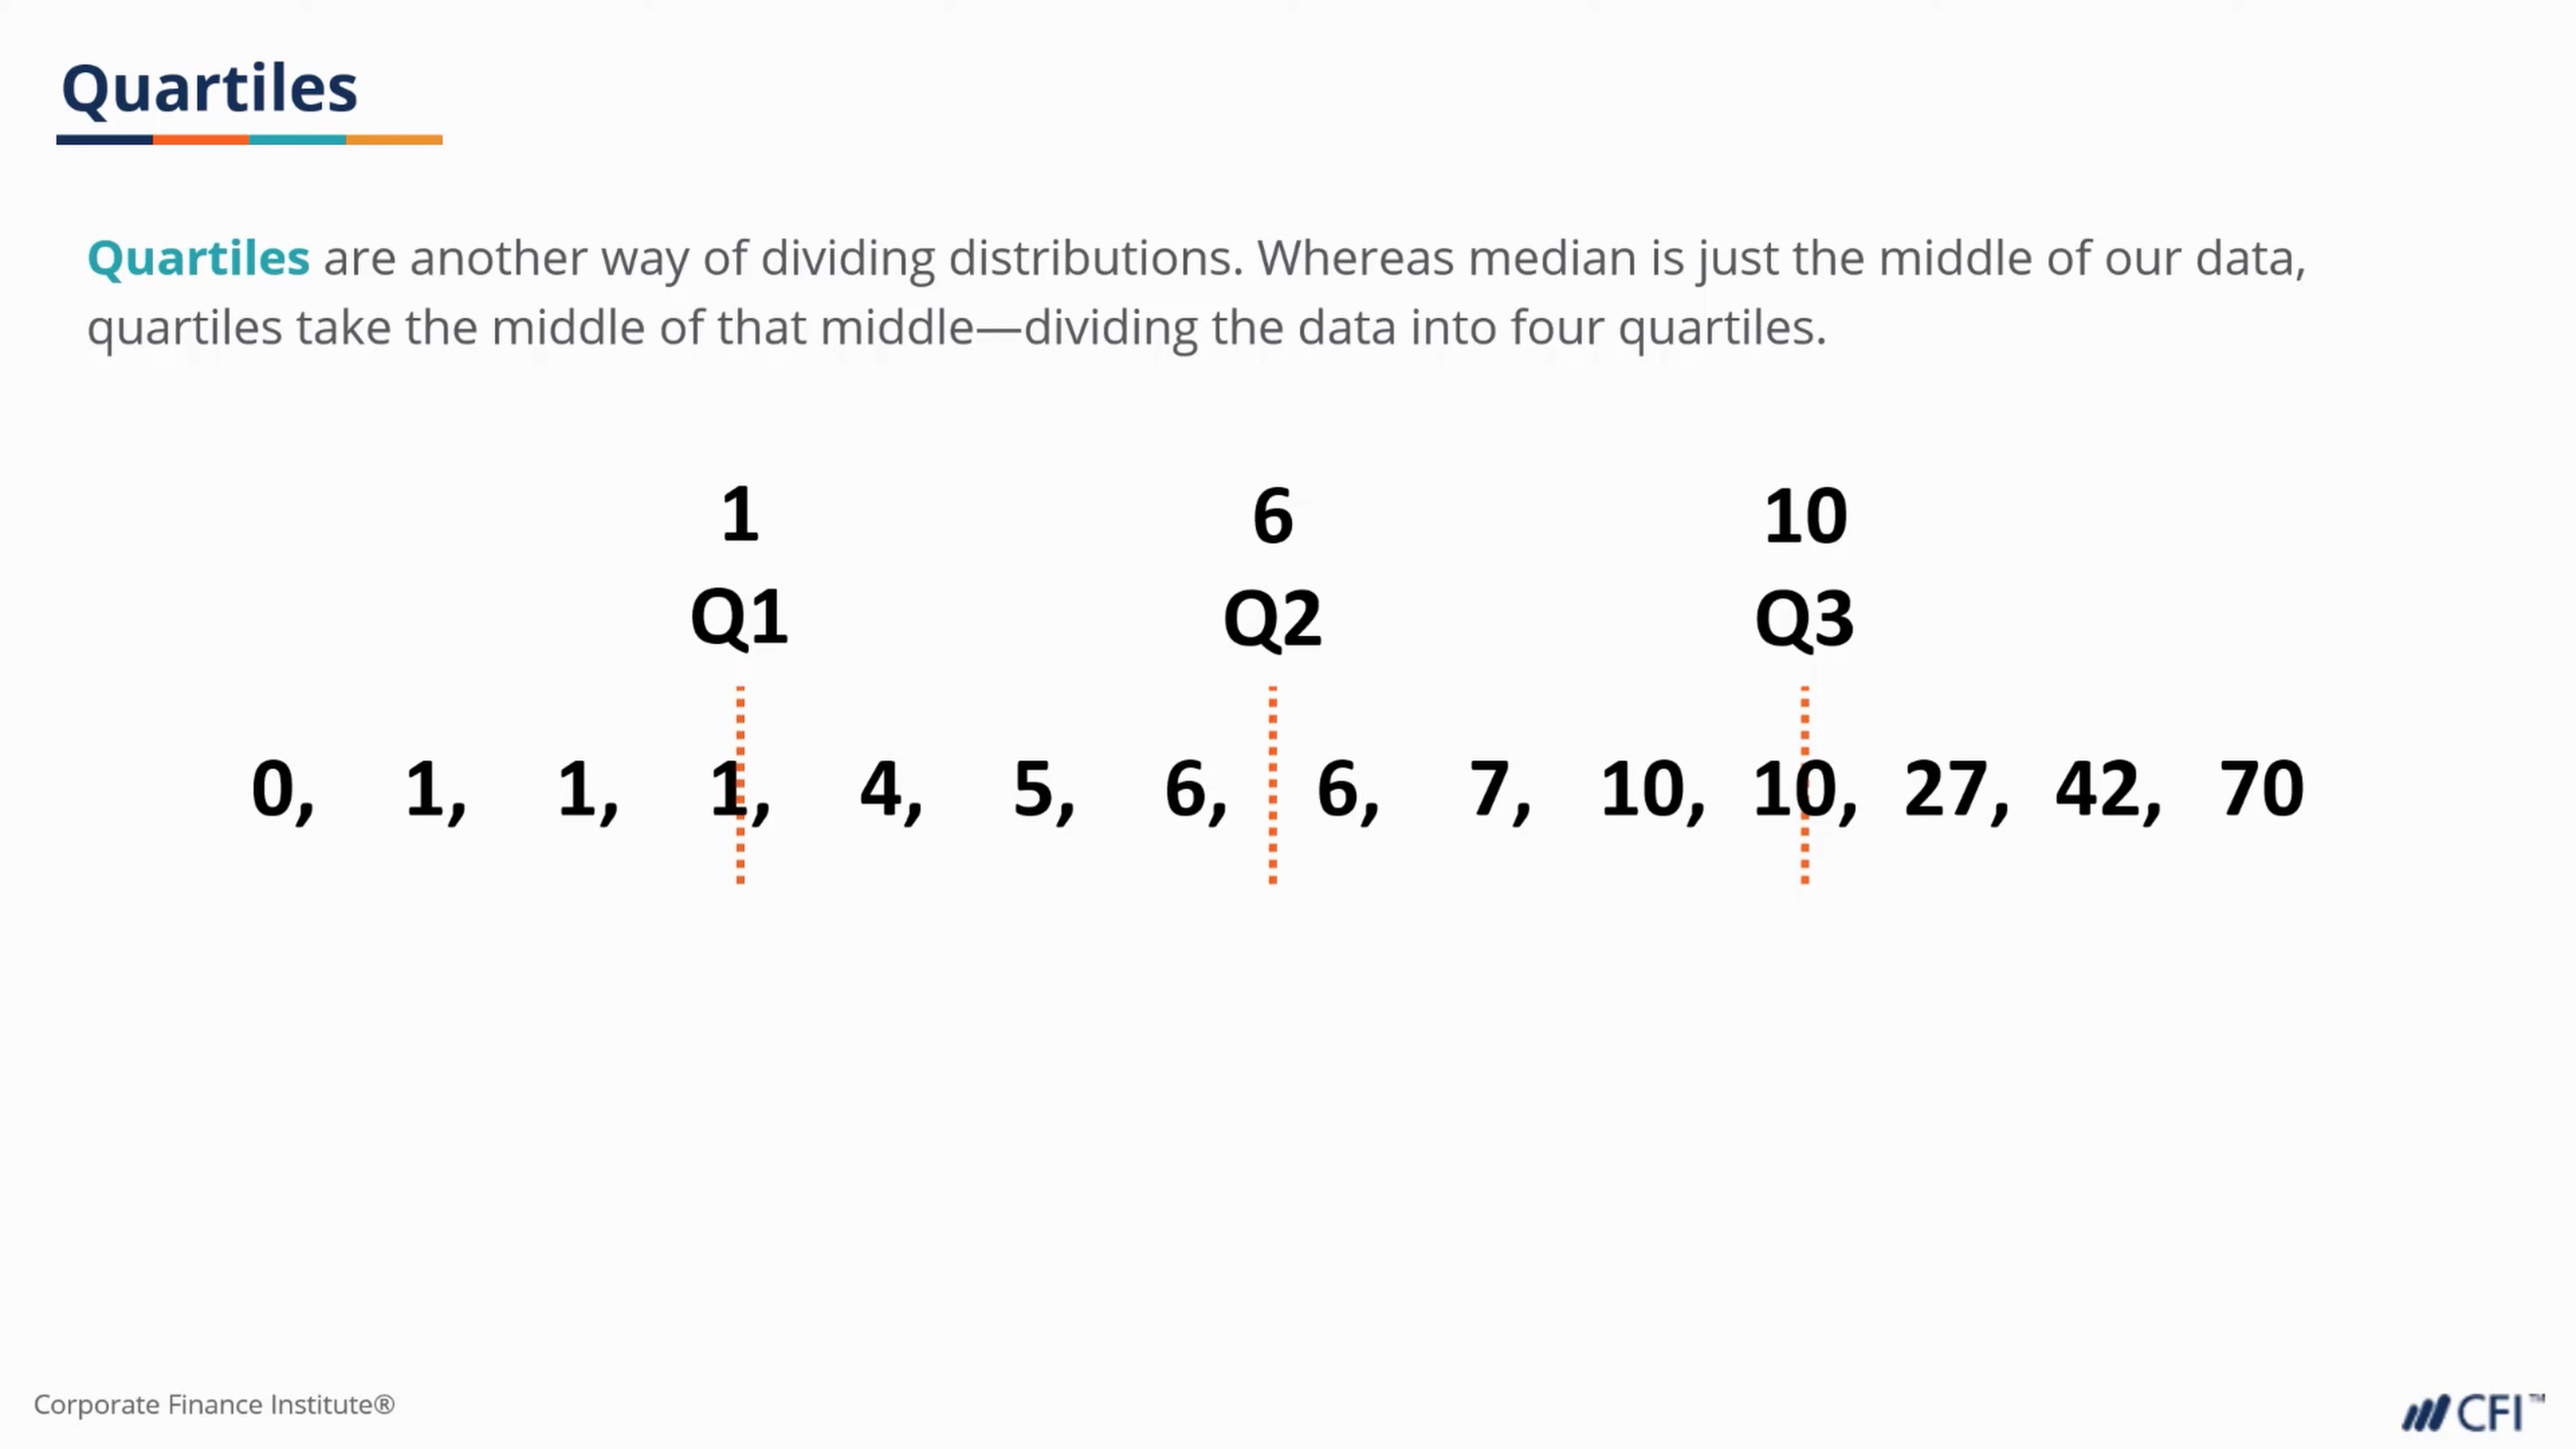 Quartiles
Quartiles are another way of dividing distributions. Whereas median is just the middle of our data,
quartiles take the middle of that middle—dividing the data into four quartiles.
1 6 10
Q1 Q2 Q3
0, 1, 1, 1, 4, 5, 6, 6, 7, 10, 10, 27, 42, 70
Corporate Finance Institute®
CFI™